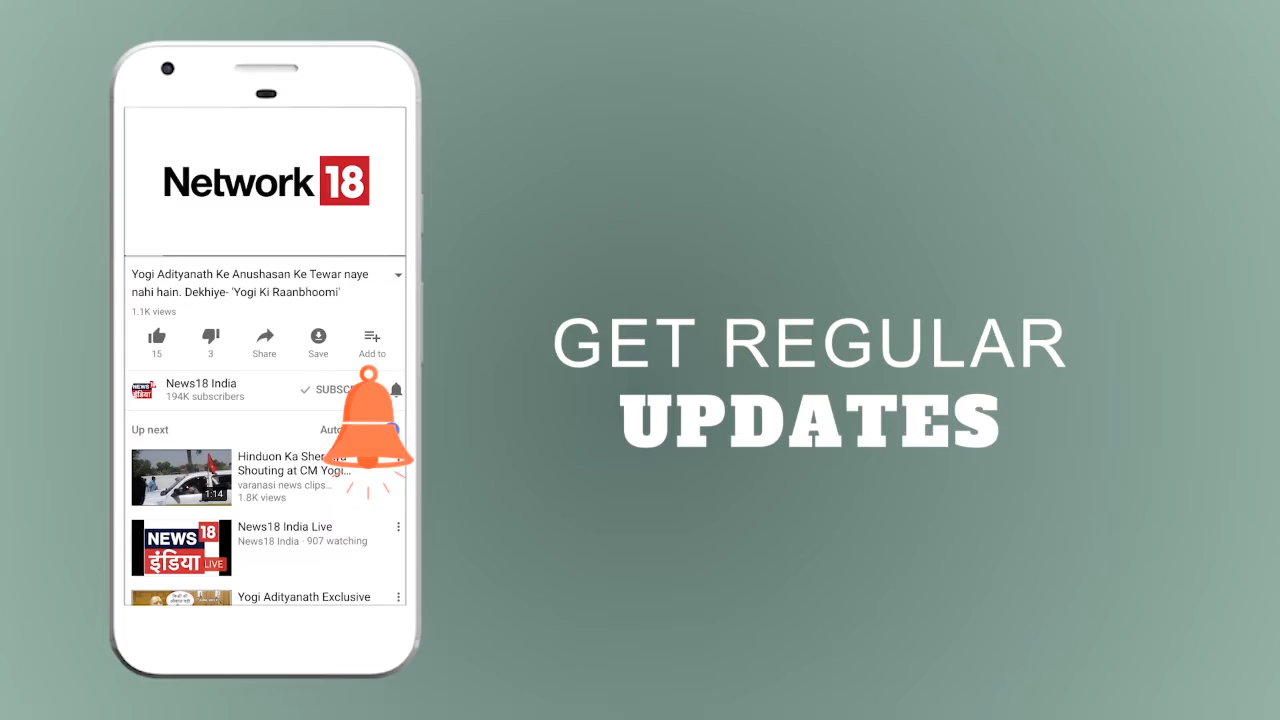 Network 18
Yogi Adityanath Ke Anushasan Ke Tewar naye
nahi hain. Dekhiye- 'Yogi Ki Raanbhoomi'
1.1K views
15
3
Share
Save
Add to
News18 India
194K subscribers
Up next
Hinduon Ka
Shouting at CM Yogi...
varanasi news clips...
1.8K views
1:14
News18 India Live
News18 India · 907 watching
NEWS 18
इंडिया LIVE
Yogi Adityanath Exclusive
GET REGULAR
UPDATES